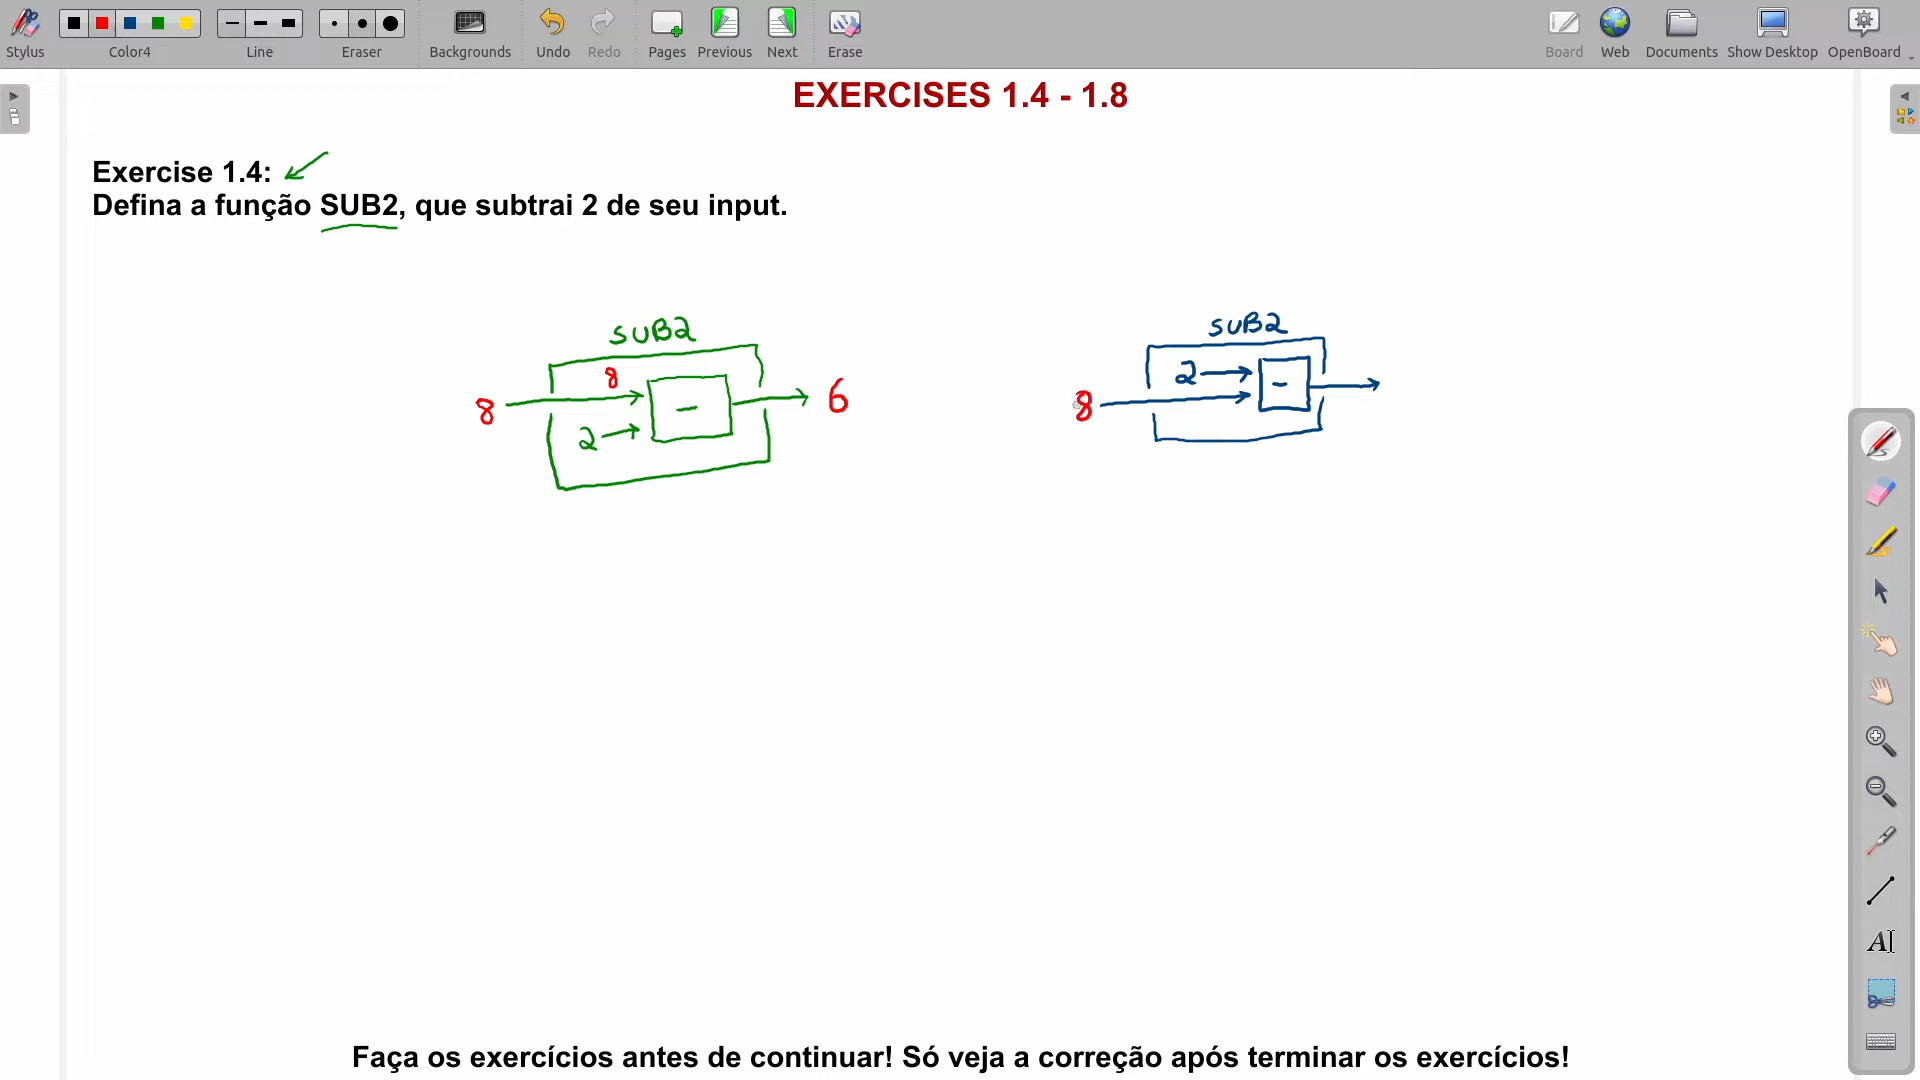 Stylus Color4 Line Eraser Backgrounds Undo Redo Pages Previous Next Erase Board Web Documents Show Desktop OpenBoard
EXERCISES 1.4 - 1.8
Exercise 1.4:
Defina a função SUB2, que subtrai 2 de seu input.
SUB2
8
8
2
-
6
SUB2
2
8
-
Faça os exercícios antes de continuar! Só veja a correção após terminar os exercícios!